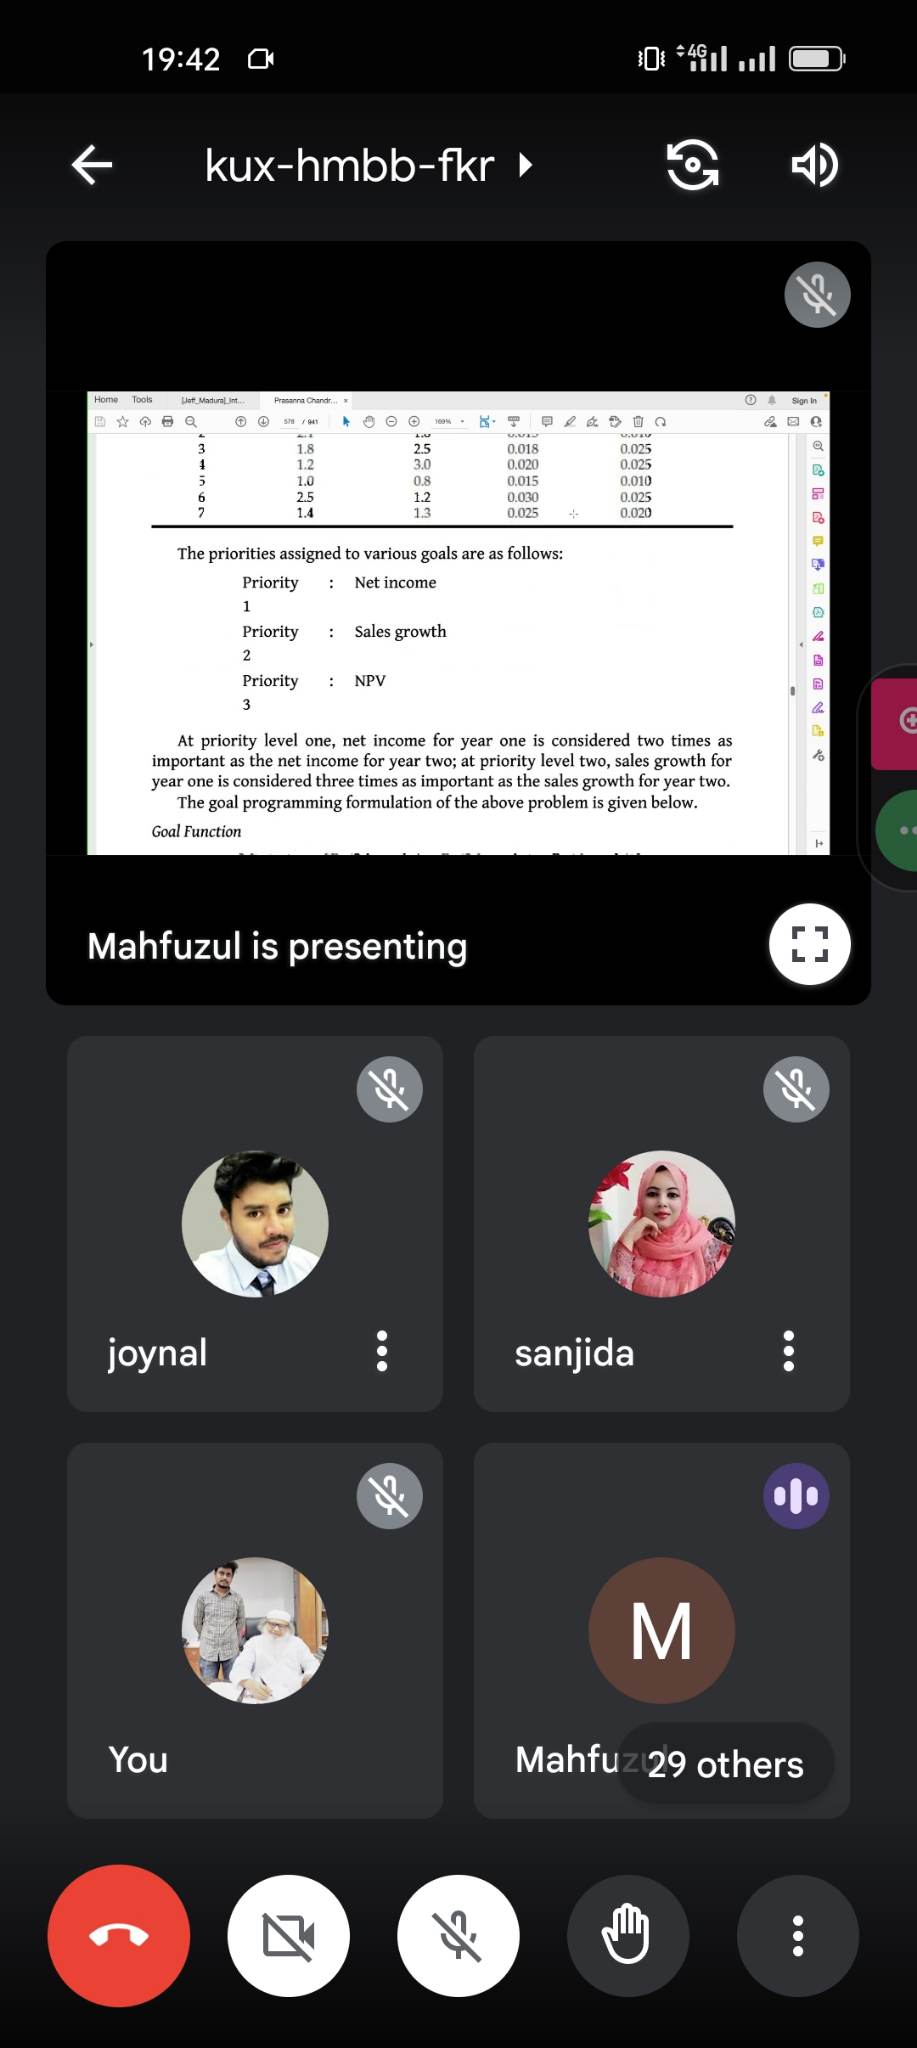 19:42
4G
kux-hmbb-fkr
Home Tools [Jeff_Madura]_Int... Prasanna Chandr... x Sign In
578 / 941 169%
3 1.8 2.5 0.018 0.025
4 1.2 3.0 0.020 0.025
5 1.0 0.8 0.015 0.010
6 2.5 1.2 0.030 0.025
7 1.4 1.3 0.025 0.020
The priorities assigned to various goals are as follows:
Priority : Net income
1
Priority : Sales growth
2
Priority : NPV
3
At priority level one, net income for year one is considered two times as
important as the net income for year two; at priority level two, sales growth for
year one is considered three times as important as the sales growth for year two.
The goal programming formulation of the above problem is given below.
Goal Function
Mahfuzul is presenting
joynal
sanjida
You
M
Mahfuzul 29 others